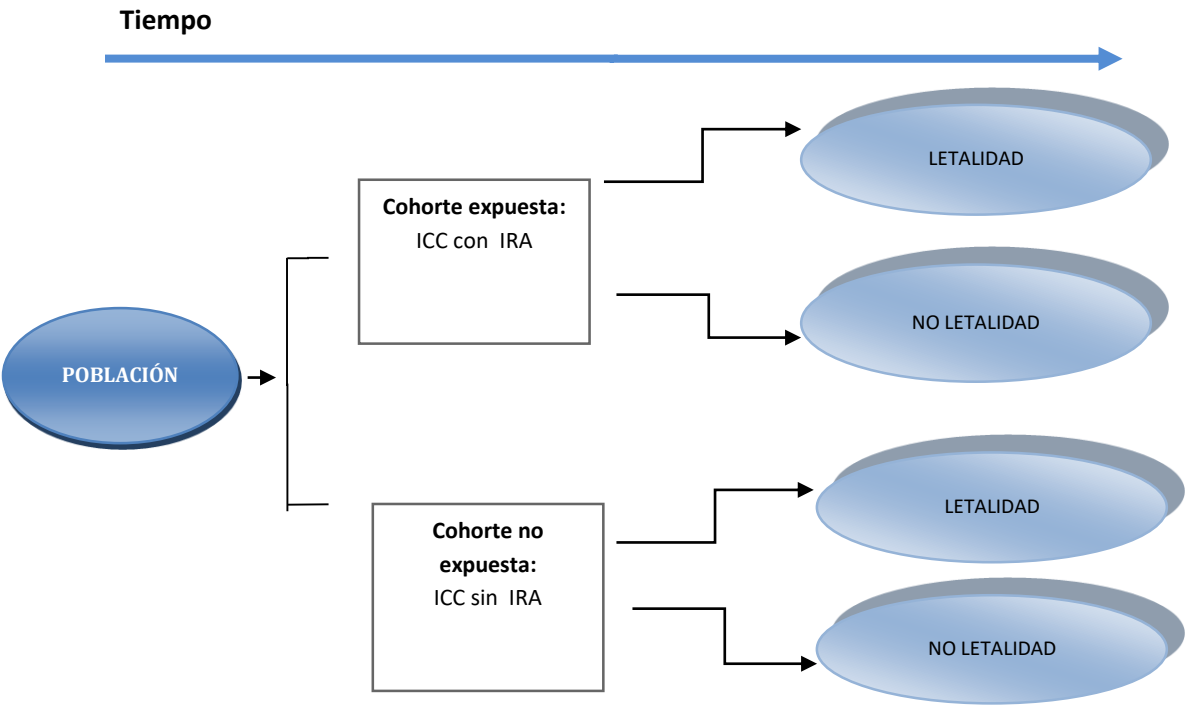 Tiempo
LETALIDAD
Cohorte expuesta:
ICC con  IRA
NO LETALIDAD
POBLACIÓN
LETALIDAD
Cohorte no
expuesta:
ICC sin  IRA
NO LETALIDAD